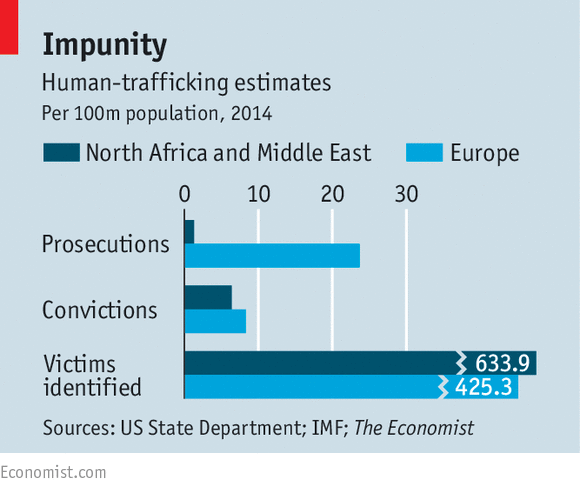 Impunity
Human-trafficking estimates
Per 100m population, 2014
North Africa and Middle East Europe
0 10 20 30
Prosecutions
Convictions
Victims 633.9
identified 425.3
Sources: US State Department; IMF; The Economist
Economist.com